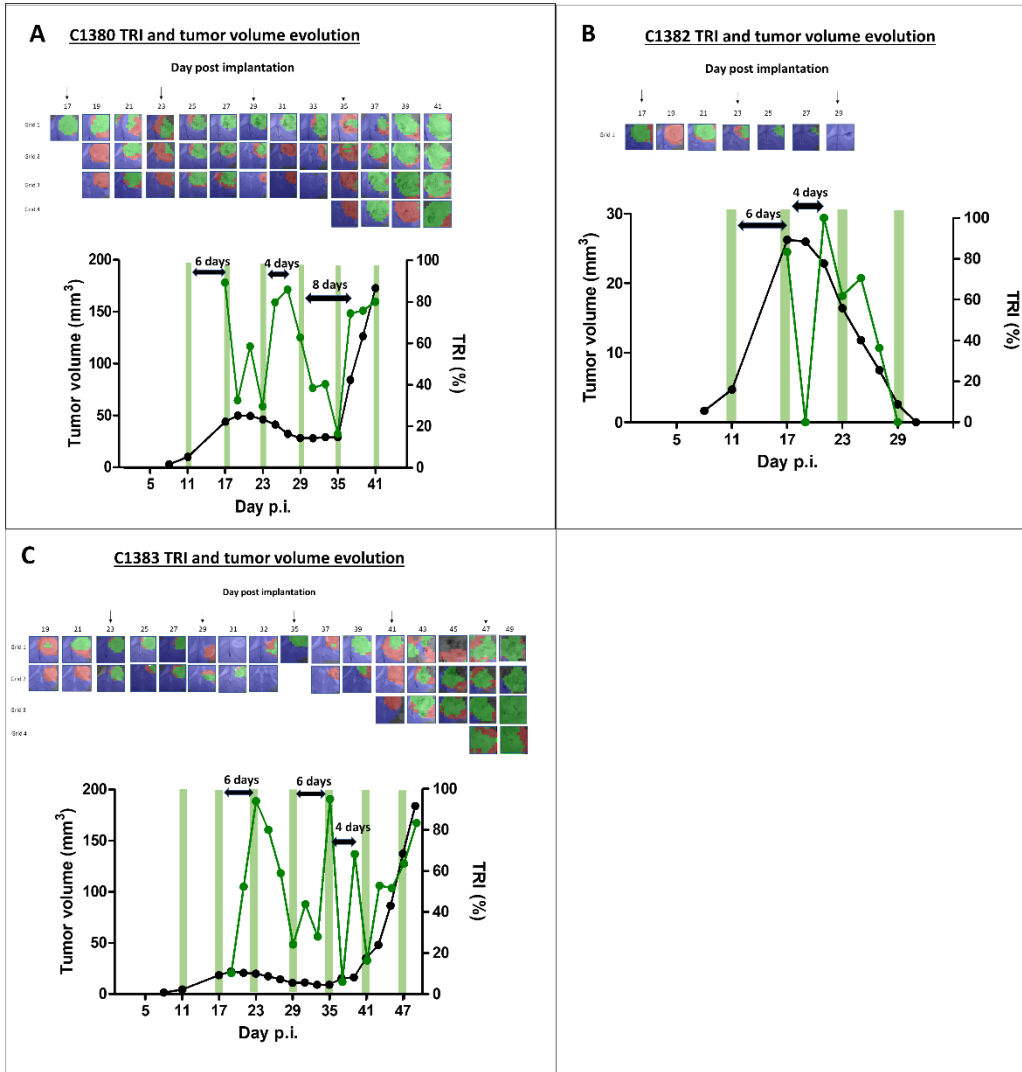 A C1380 TRI and tumor volume evolution
Day post implantation
17 19 21 23 25 27 29 31 33 35 37 39 41
Grid 1
Grid 2
Grid 3
Grid 4
200 100
6 days 4 days
150 80
8 days
100 60
40
50 20
0 0
Tumor volume (mm³)
TRI (%)
5 11 17 23 29 35 41
Day p.i.
B C1382 TRI and tumor volume evolution
Day post implantation
17 19 21 23 25 27 29
Grid 1
4 days
6 days
30 100
80
20 60
10 40
20
0 0
Tumor volume (mm³)
TRI (%)
5 11 17 23 29
Day p.i.
C C1383 TRI and tumor volume evolution
Day post implantation
19 21 23 25 27 29 31 32 35 37 39 41 43 45 47 49
Grid 1
Grid 2
Grid 3
Grid 4
6 days 6 days
200 100
4 days
150 80
100 60
40
50 20
0 0
Tumor volume (mm³)
TRI (%)
5 11 17 23 29 35 41 47
Day p.i.